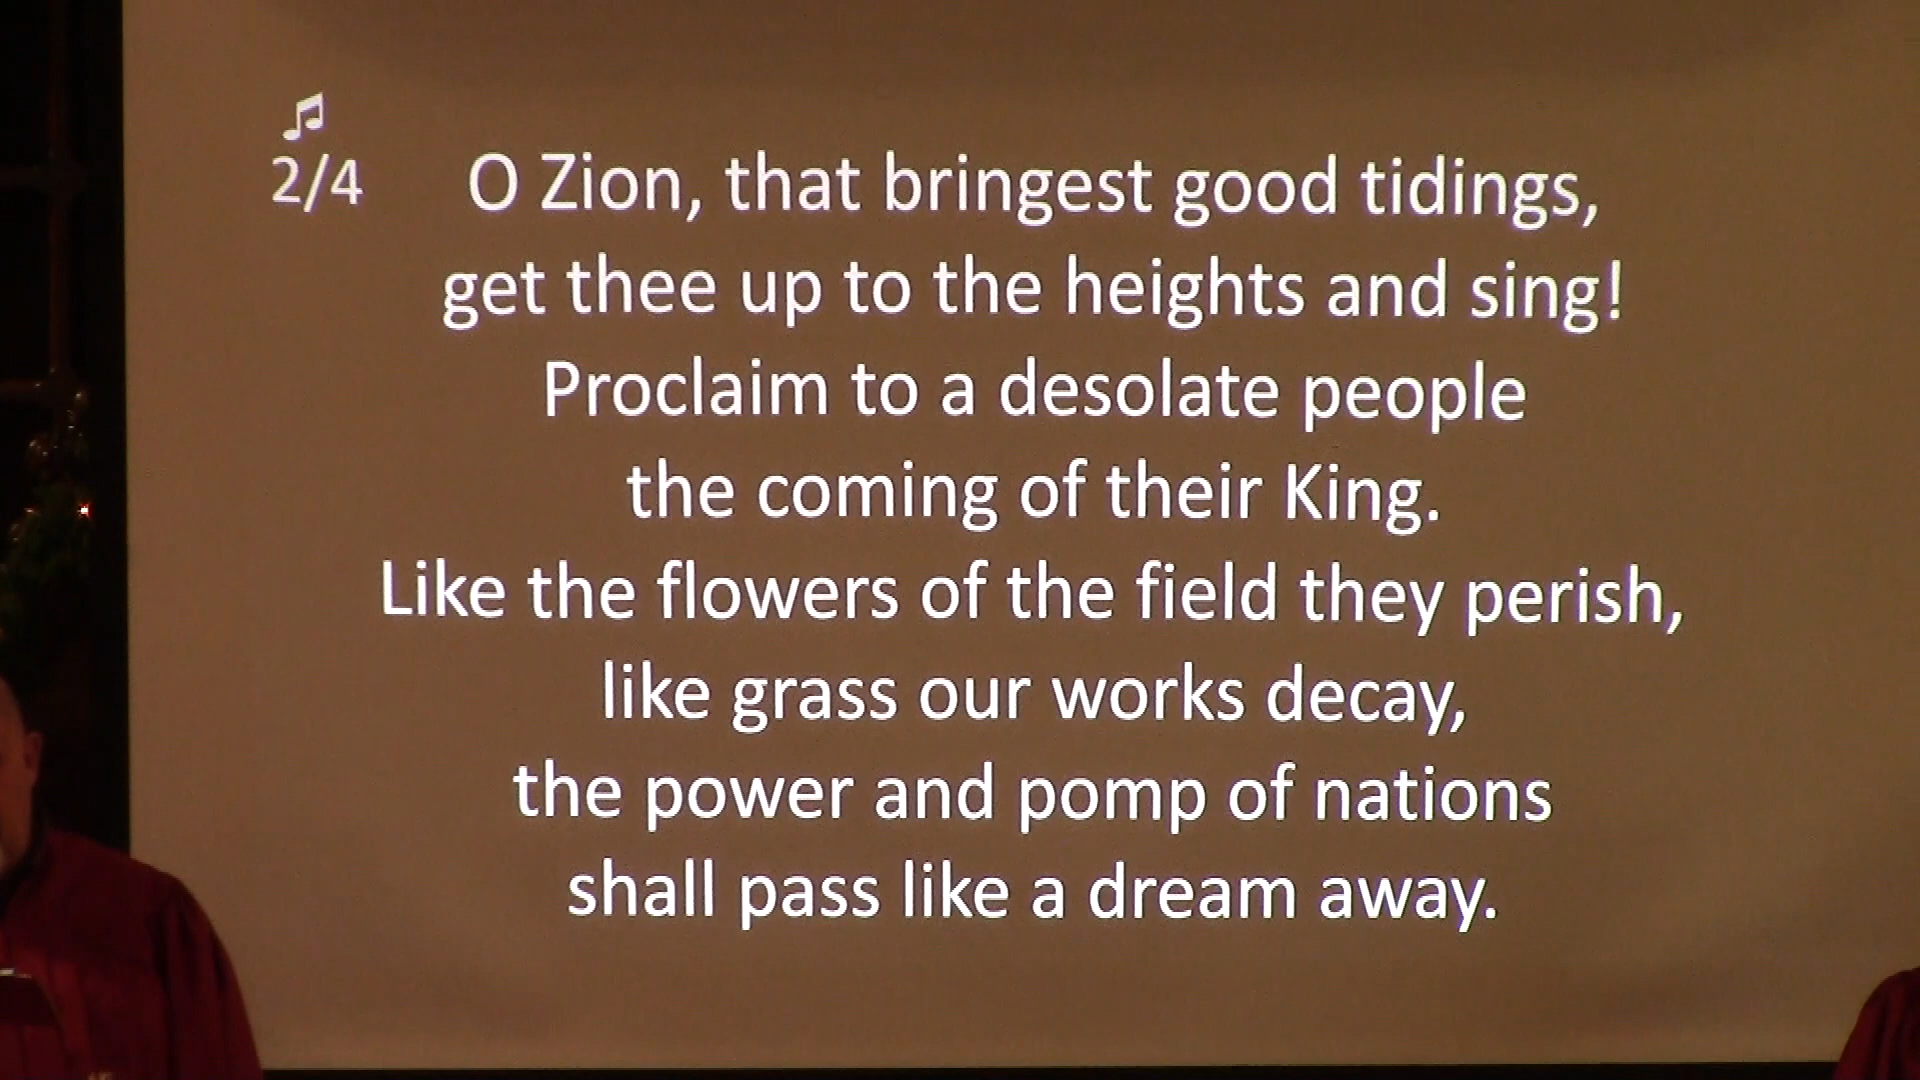 ♫
2/4
O Zion, that bringest good tidings,
get thee up to the heights and sing!
Proclaim to a desolate people
the coming of their King.
Like the flowers of the field they perish,
like grass our works decay,
the power and pomp of nations
shall pass like a dream away.